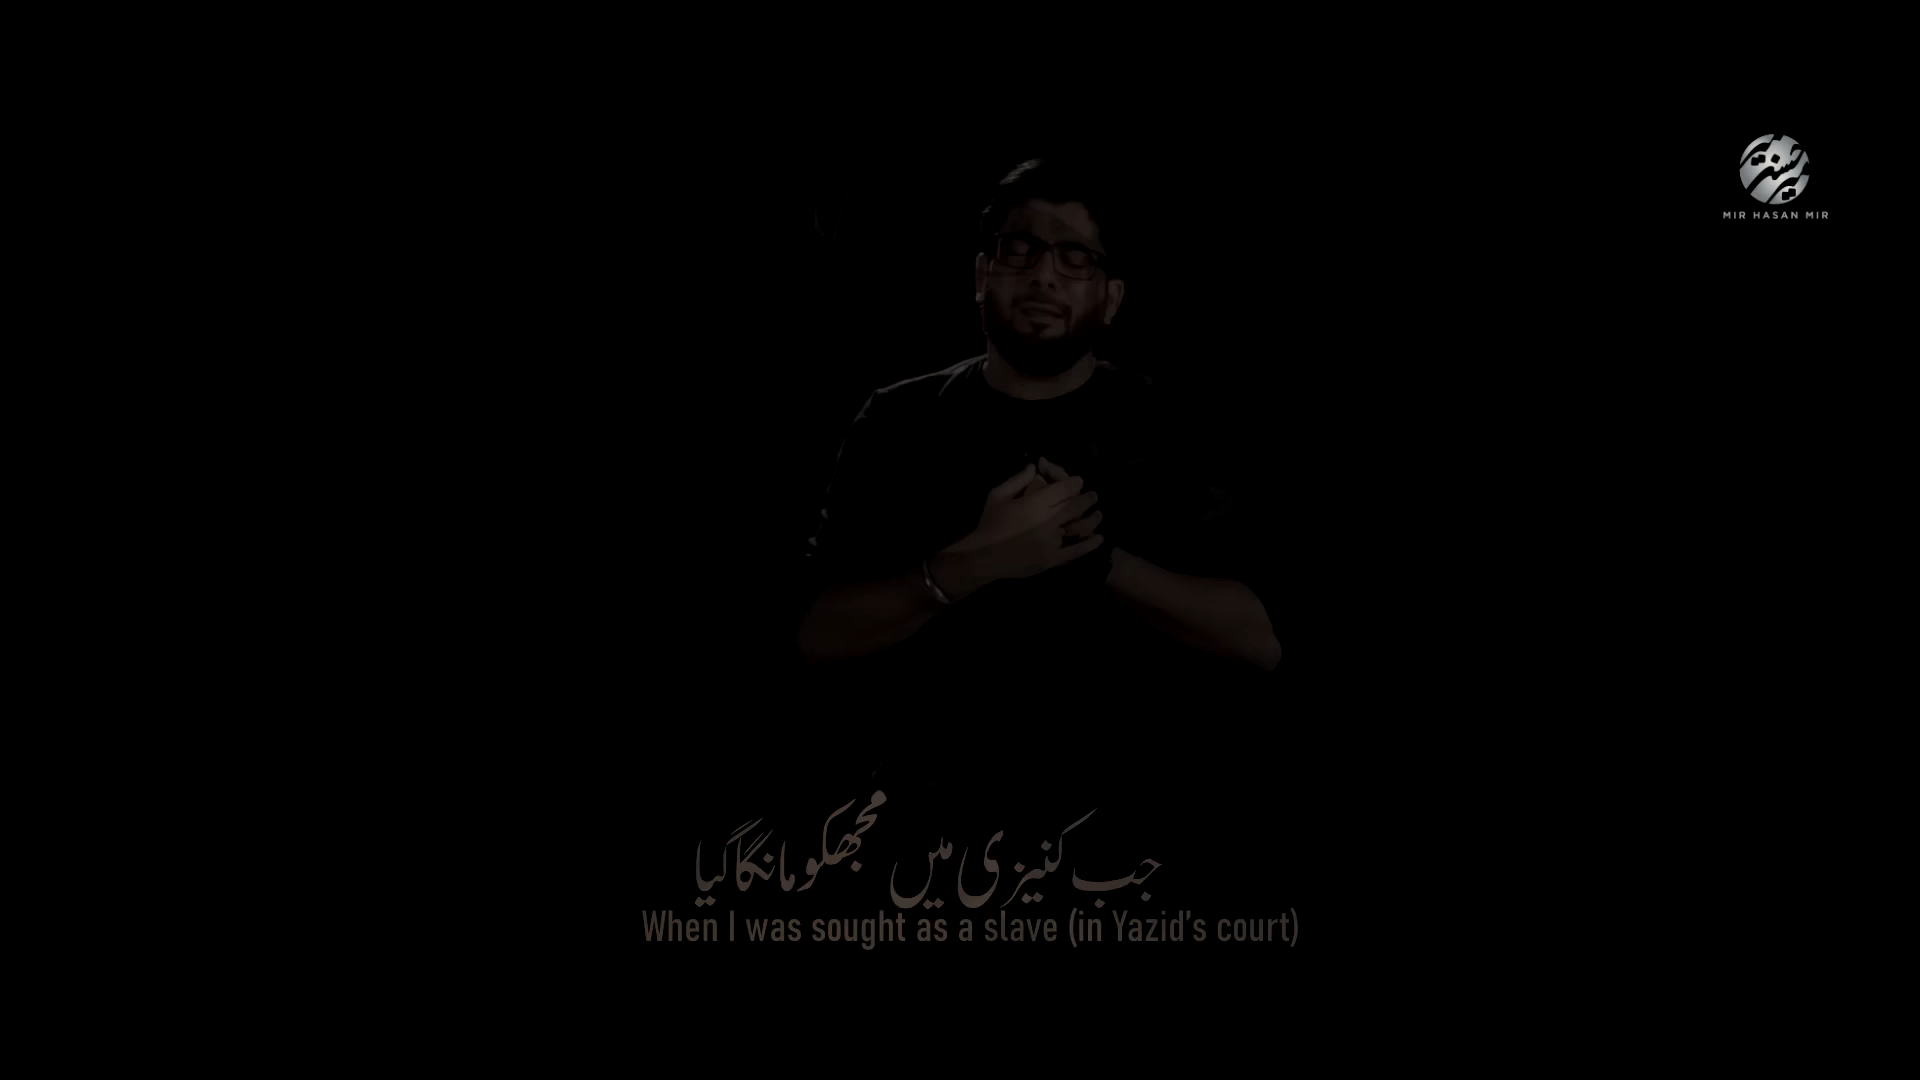 MIR HASAN MIR
جب کنیزی میں مجھکو مانگا گیا
When I was sought as a slave (in Yazid's court)